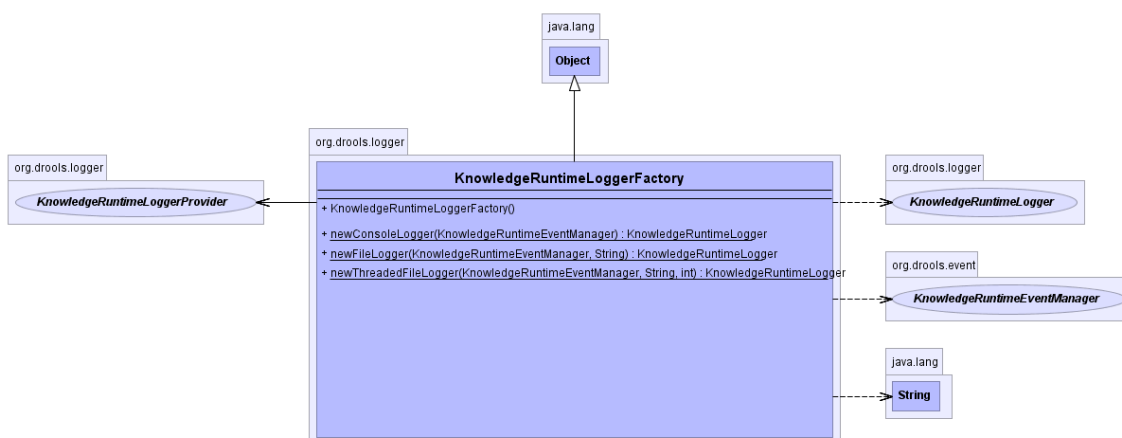 java.lang
Object
org.drools.logger
org.drools.logger
KnowledgeRuntimeLoggerProvider
KnowledgeRuntimeLoggerFactory
+ KnowledgeRuntimeLoggerFactory()
+ newConsoleLogger(KnowledgeRuntimeEventManager) : KnowledgeRuntimeLogger
+ newFileLogger(KnowledgeRuntimeEventManager, String) : KnowledgeRuntimeLogger
+ newThreadedFileLogger(KnowledgeRuntimeEventManager, String, int) : KnowledgeRuntimeLogger
org.drools.logger
KnowledgeRuntimeLogger
org.drools.event
KnowledgeRuntimeEventManager
java.lang
String